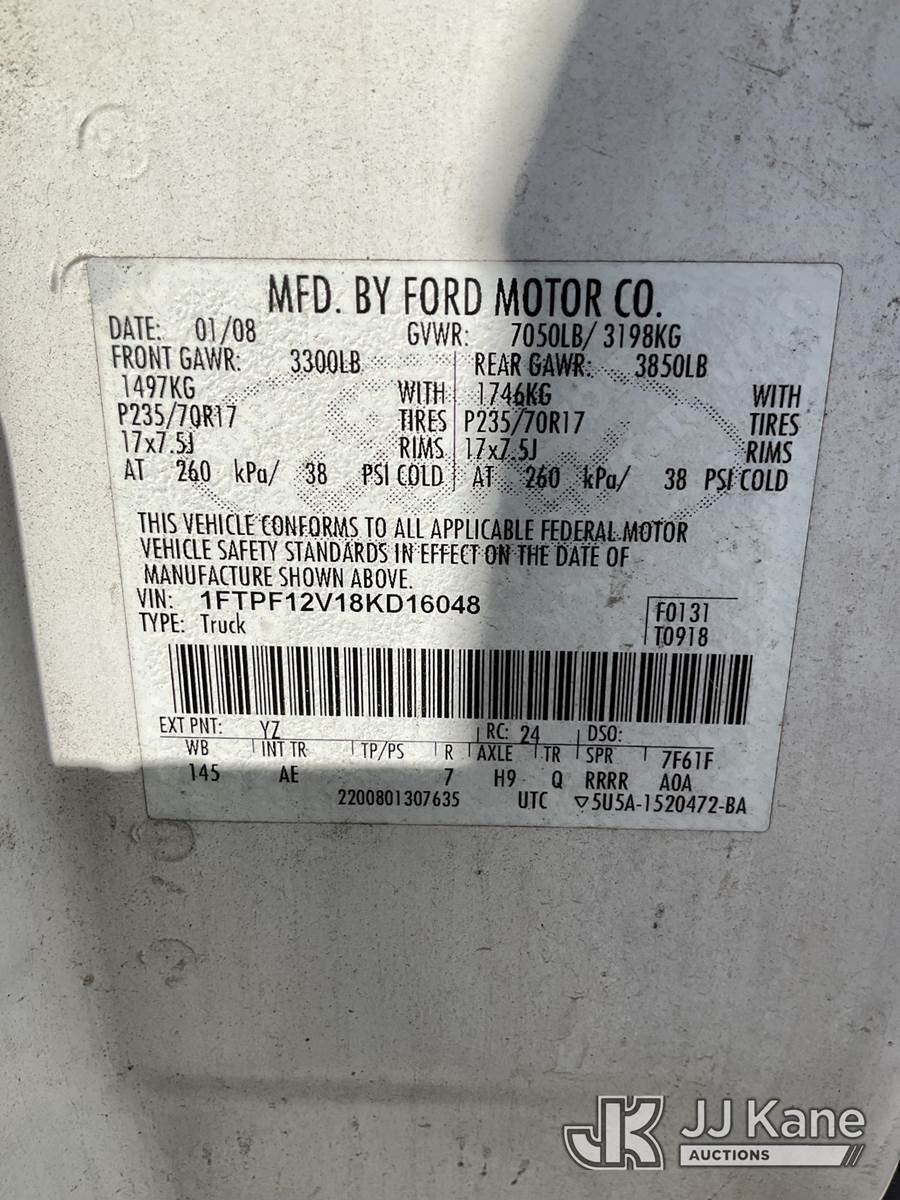 MFD. BY FORD MOTOR CO.
DATE: 01/08 GVWR: 7050LB/ 3198KG
FRONT GAWR: 3300LB REAR GAWR: 3850LB
1497KG WITH 1746KG WITH
P235/70R17 TIRES P235/70R17 TIRES
17x7.5J RIMS 17x7.5J RIMS
AT 260 kPa/ 38 PSI COLD AT 260 kPa/ 38 PSI COLD
THIS VEHICLE CONFORMS TO ALL APPLICABLE FEDERAL MOTOR
VEHICLE SAFETY STANDARDS IN EFFECT ON THE DATE OF
MANUFACTURE SHOWN ABOVE.
VIN: 1FTPF12V18KD16048 F0131
TYPE: Truck T0918
EXT PNT: YZ RC: 24 DSO:
WB INT TR TP/PS R AXLE TR SPR 7F61F
145 AE 7 H9 Q RRRR AOA
2200801307635 UTC ▽5U5A-1520472-BA
JK JJ Kane
AUCTIONS